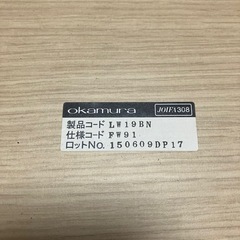 okamura JOIFA308
製品コード LW19BN
仕様コード FW91
ロットNo. 150609DP17